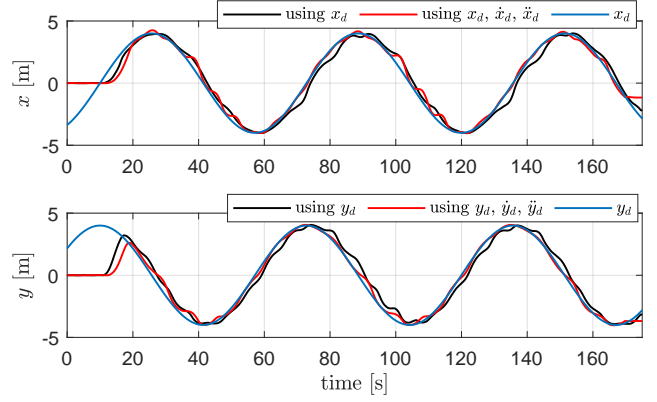 using x_d using x_d, ẋ_d, ẍ_d x_d
5
0
-5
x [m]
0 20 40 60 80 100 120 140 160
using y_d using y_d, ẏ_d, ÿ_d y_d
5
0
-5
y [m]
0 20 40 60 80 100 120 140 160
time [s]